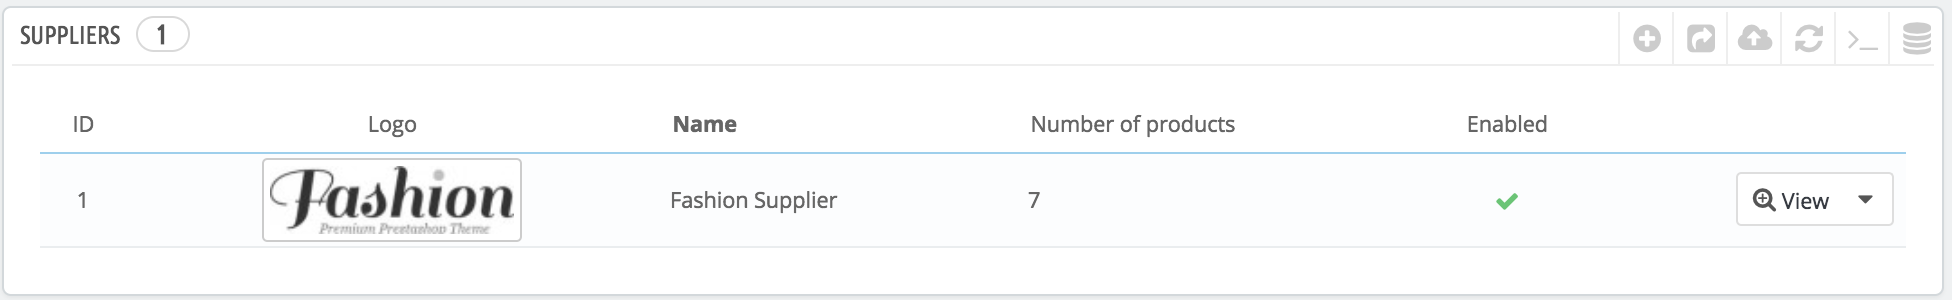 SUPPLIERS 1
ID Logo Name Number of products Enabled
1 Fashion Premium Prestashop Theme Fashion Supplier 7 View